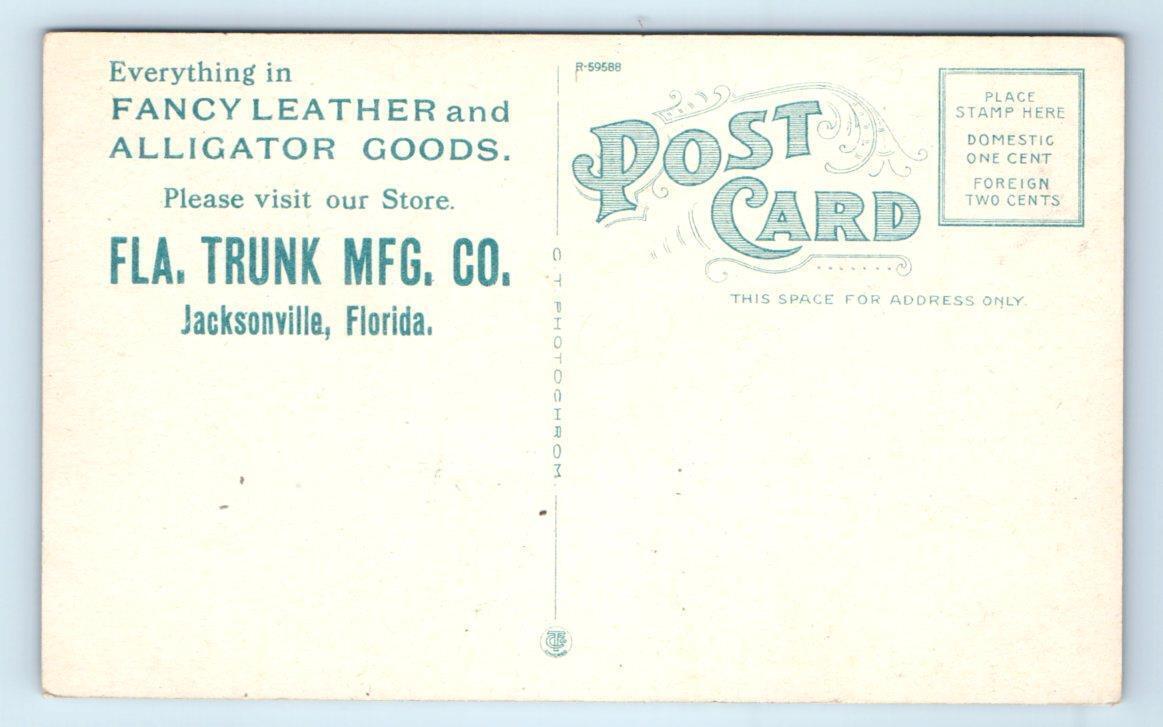 Everything in
FANCY LEATHER and
ALLIGATOR GOODS.
Please visit our Store.
FLA. TRUNK MFG. CO.
Jacksonville, Florida.
R-59588
POST
CARD
PLACE
STAMP HERE
DOMESTIC
ONE CENT
FOREIGN
TWO CENTS
THIS SPACE FOR ADDRESS ONLY.
C T PHOTOCHROM